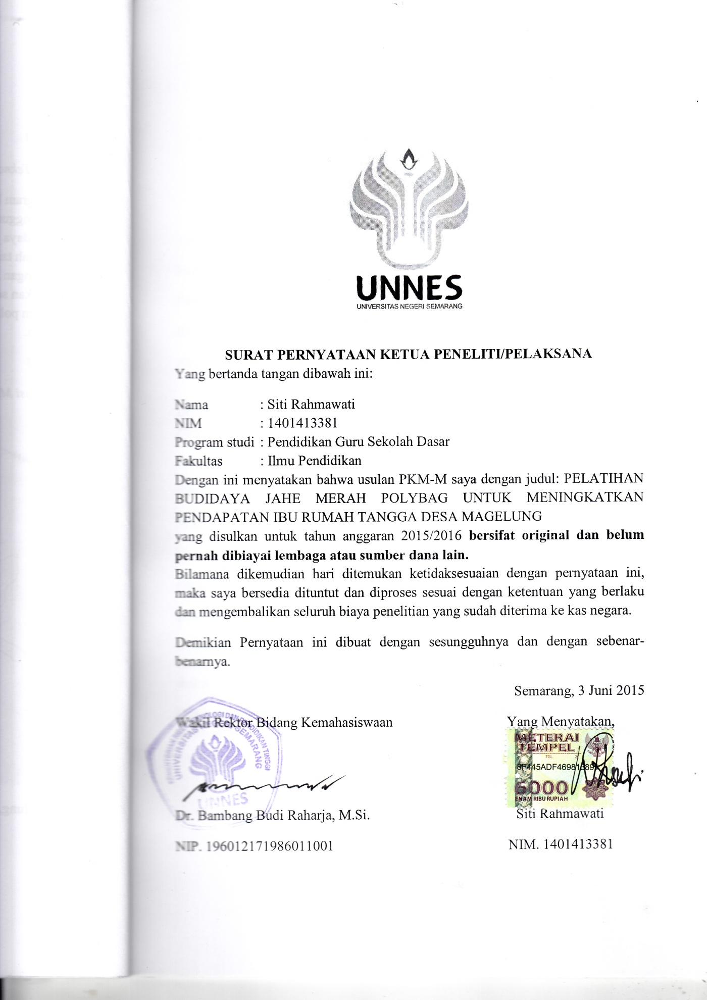 UNNES
UNIVERSITAS NEGERI SEMARANG
SURAT PERNYATAAN KETUA PENELITI/PELAKSANA
Yang bertanda tangan dibawah ini:
Nama : Siti Rahmawati
NIM : 1401413381
Program studi : Pendidikan Guru Sekolah Dasar
Fakultas : Ilmu Pendidikan
Dengan ini menyatakan bahwa usulan PKM-M saya dengan judul: PELATIHAN
BUDIDAYA JAHE MERAH POLYBAG UNTUK MENINGKATKAN
PENDAPATAN IBU RUMAH TANGGA DESA MAGELUNG
yang disulkan untuk tahun anggaran 2015/2016 bersifat original dan belum
pernah dibiayai lembaga atau sumber dana lain.
Bilamana dikemudian hari ditemukan ketidaksesuaian dengan pernyataan ini,
maka saya bersedia dituntut dan diproses sesuai dengan ketentuan yang berlaku
dan mengembalikan seluruh biaya penelitian yang sudah diterima ke kas negara.
Demikian Pernyataan ini dibuat dengan sesungguhnya dan dengan sebenar-
benarnya.
Semarang, 3 Juni 2015
Wakil Rektor Bidang Kemahasiswaan Yang Menyatakan,
METERAI
TEMPEL
TGL. 20
8F445ADF469813891
6000
ENAM RIBU RUPIAH
DAN PENDIDIKAN TINGGI
SEMARANG
UNNES
Dr. Bambang Budi Raharja, M.Si. Siti Rahmawati
NIP. 196012171986011001 NIM. 1401413381